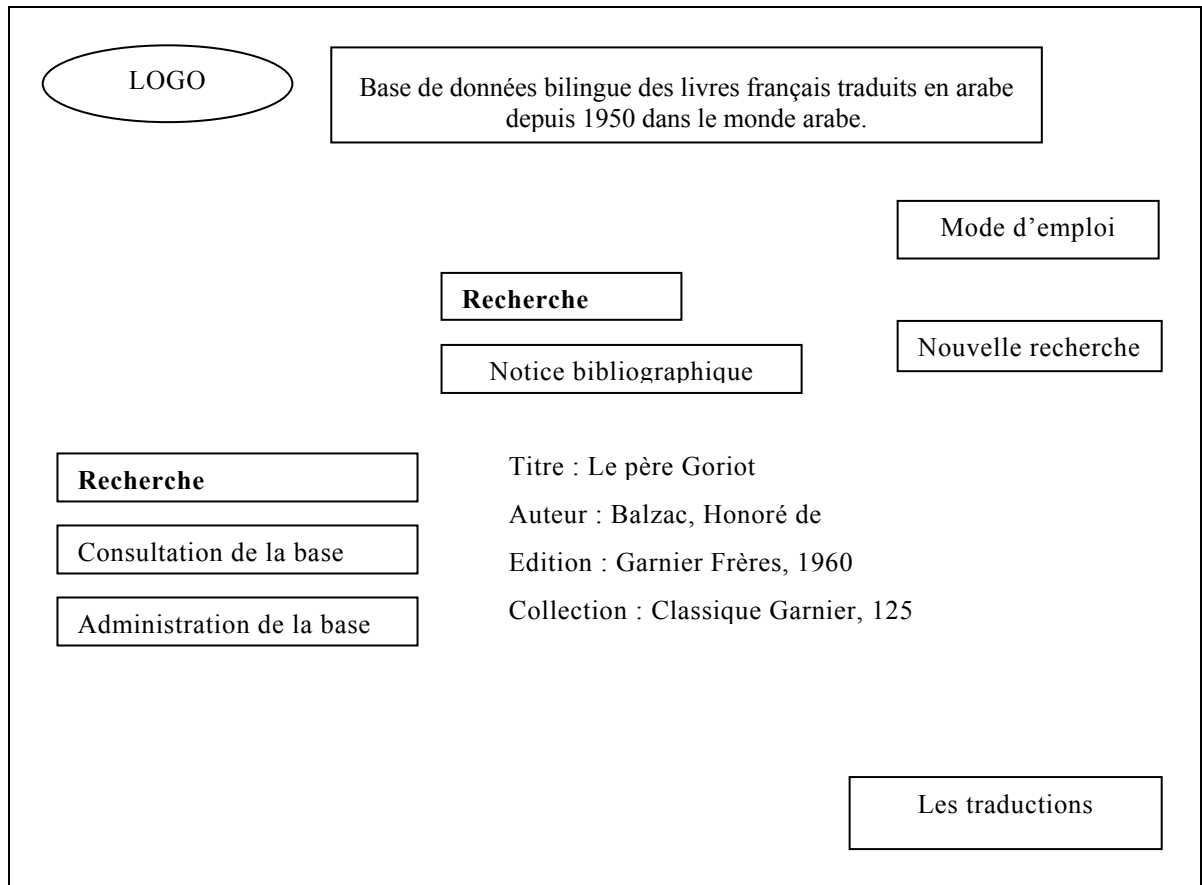 LOGO
Base de données bilingue des livres français traduits en arabe
depuis 1950 dans le monde arabe.
Mode d’emploi
Recherche
Nouvelle recherche
Notice bibliographique
Recherche
Consultation de la base
Administration de la base
Titre : Le père Goriot
Auteur : Balzac, Honoré de
Edition : Garnier Frères, 1960
Collection : Classique Garnier, 125
Les traductions